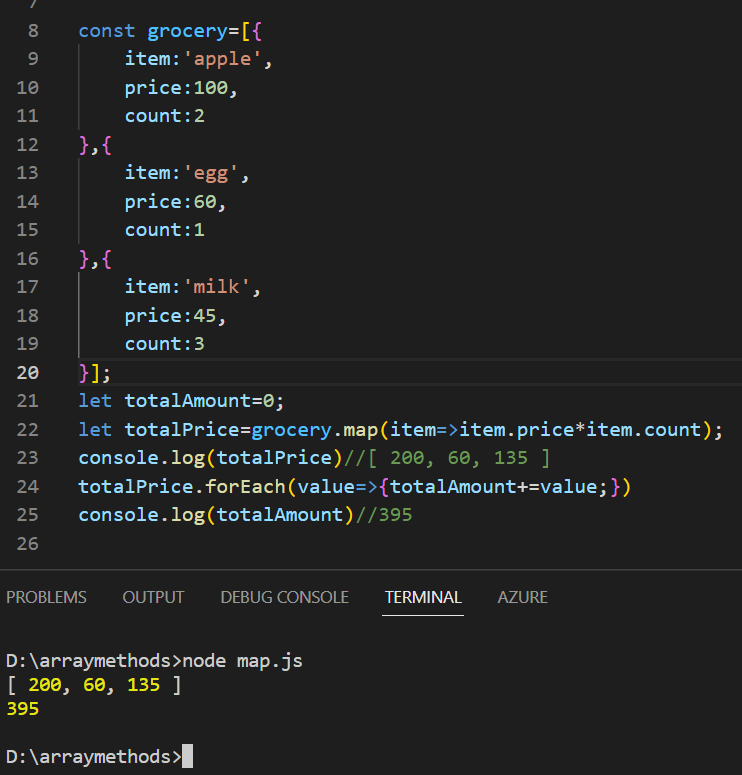 7
8 const grocery=[{
9 item:'apple',
10 price:100,
11 count:2
12 },{
13 item:'egg',
14 price:60,
15 count:1
16 },{
17 item:'milk',
18 price:45,
19 count:3
20 }];
21 let totalAmount=0;
22 let totalPrice=grocery.map(item=>item.price*item.count);
23 console.log(totalPrice)//[ 200, 60, 135 ]
24 totalPrice.forEach(value=>{totalAmount+=value;})
25 console.log(totalAmount)//395
26
PROBLEMS OUTPUT DEBUG CONSOLE TERMINAL AZURE
D:\arraymethods>node map.js
[ 200, 60, 135 ]
395
D:\arraymethods>